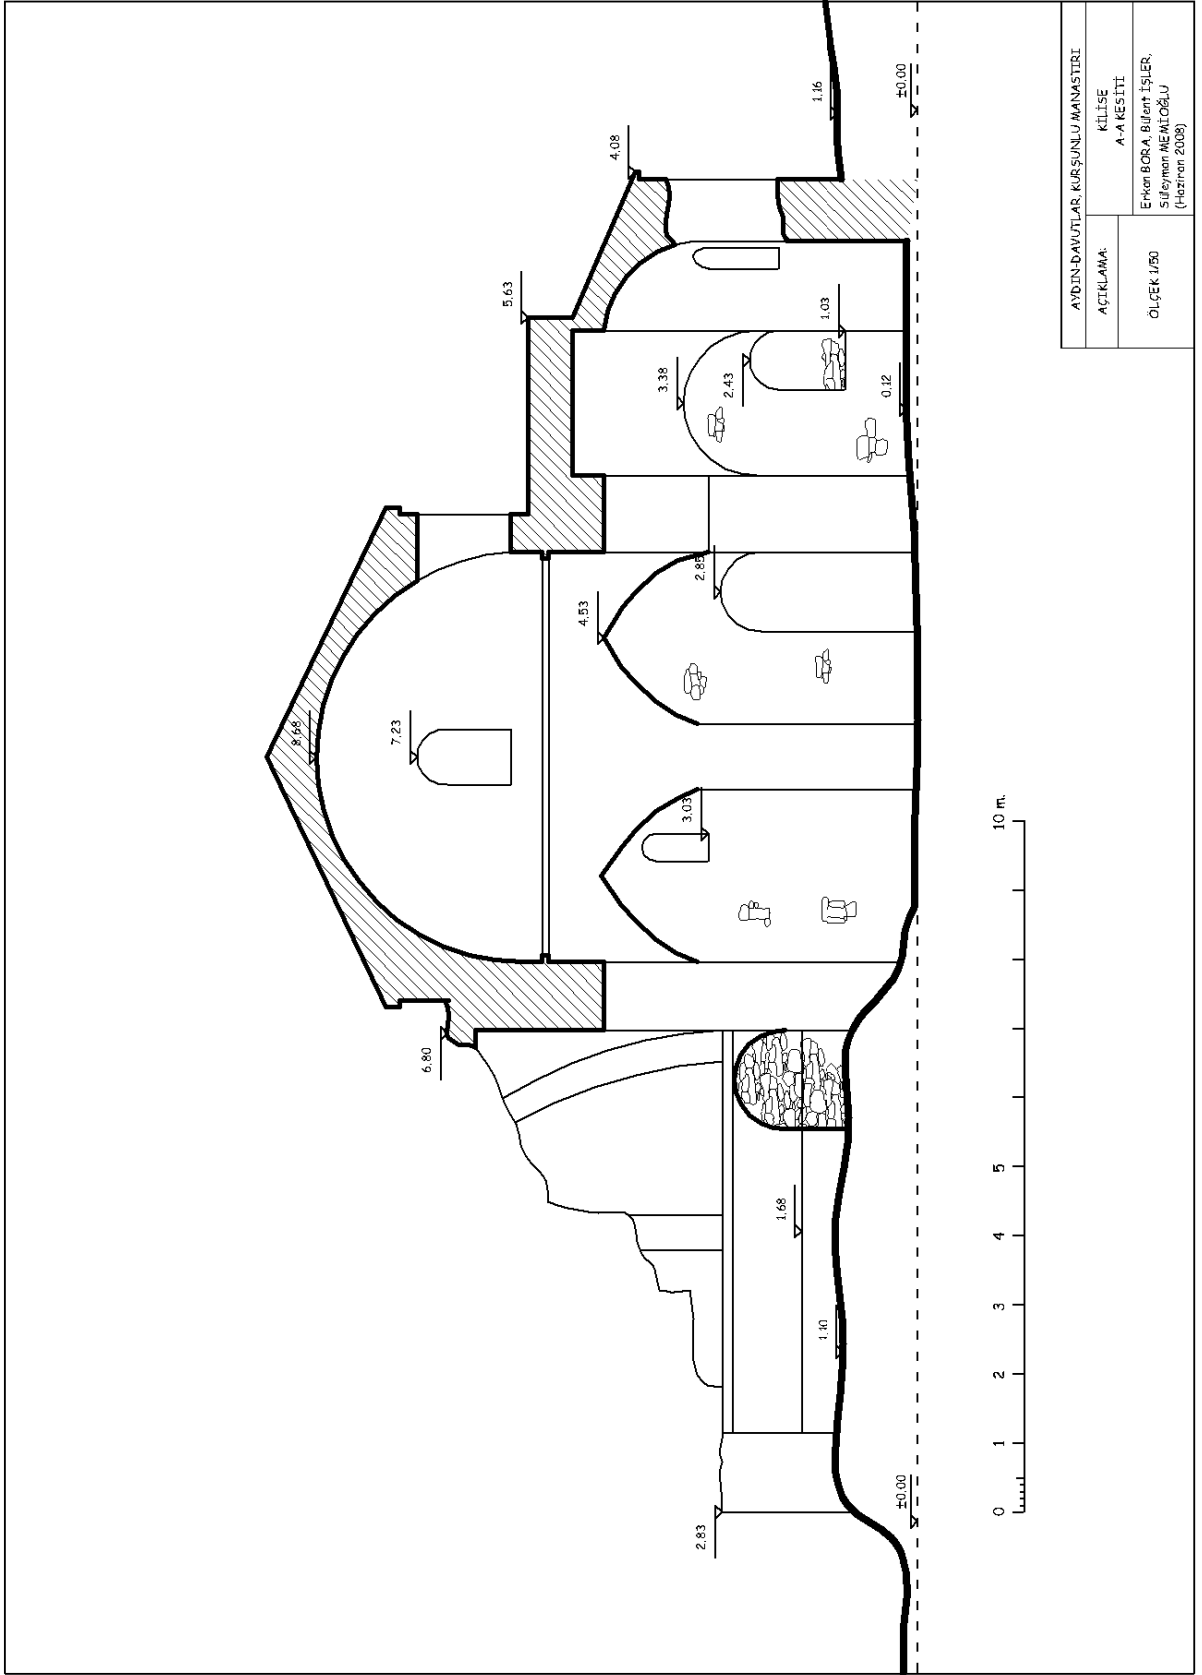 AYDIN-DAVUTLAR, KURŞUNLU MANASTIRI
AÇIKLAMA:
KİLİSE
A-A KESİTİ
ÖLÇEK 1/50
Erkan BORA, Bülent İŞLER,
Süleyman MEMİOĞLU
(Haziran 2008)
2,83
±0,00
1,10
1,68
6,80
8,68
7,23
3,03
4,53
2,85
5,63
3,38
2,43
1,03
0,12
4,08
1,16
±0,00
0
1
2
3
4
5
10 m.